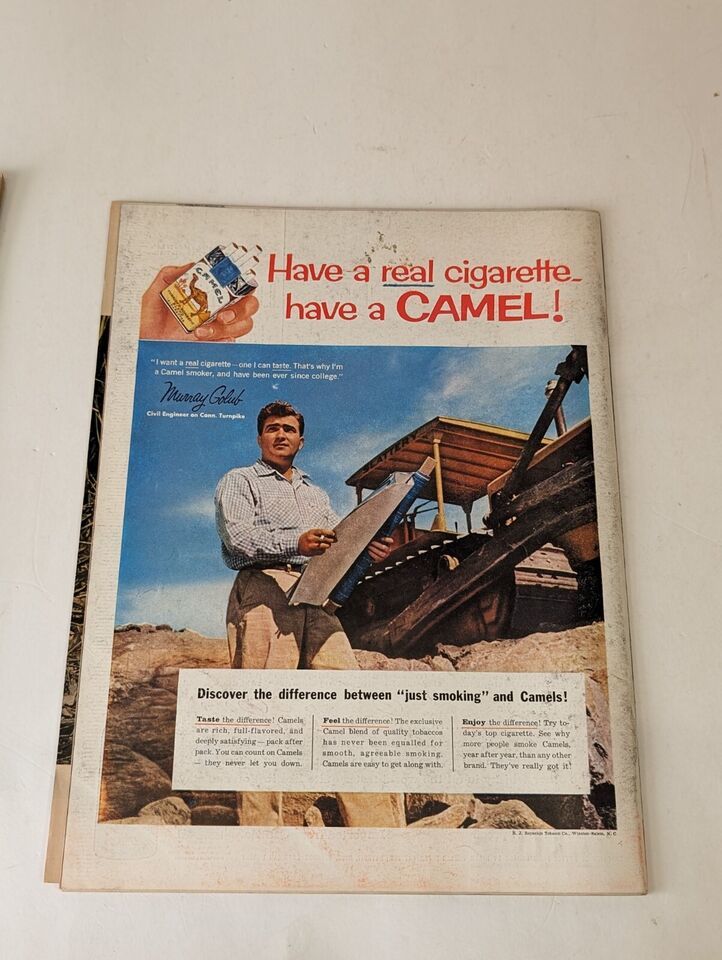 CAMEL
Have a real cigarette-
have a CAMEL!
"I want a real cigarette — one I can taste. That's why I'm
a Camel smoker, and have been ever since college."
Murray Golub
Civil Engineer on Conn. Turnpike
Discover the difference between "just smoking" and Camels!
Taste the difference! Camels
are rich, full-flavored, and
deeply satisfying — pack after
pack. You can count on Camels
— they never let you down.
Feel the difference! The exclusive
Camel blend of quality tobaccos
has never been equalled for
smooth, agreeable smoking.
Camels are easy to get along with.
Enjoy the difference! Try to-
day's top cigarette. See why
more people smoke Camels,
year after year, than any other
brand. They've really got it!
R. J. Reynolds Tobacco Co., Winston-Salem, N. C.